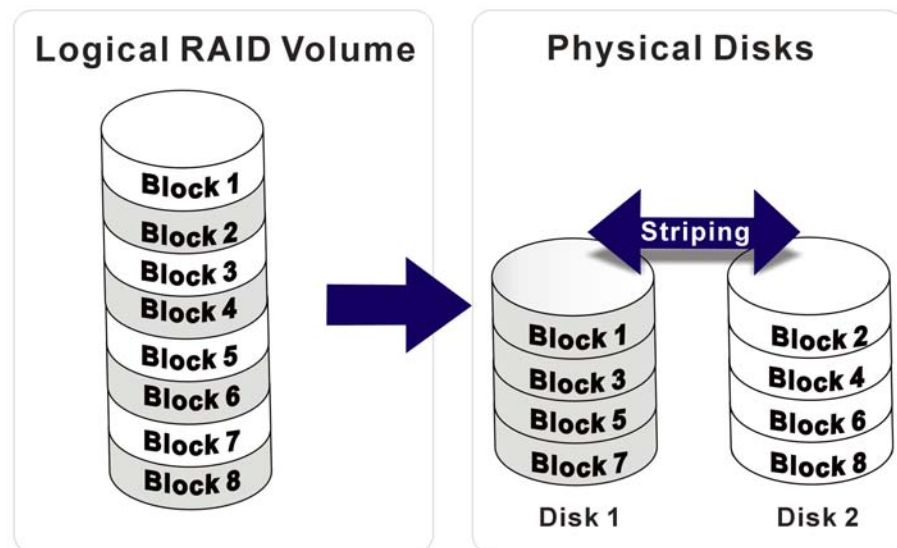 Logical RAID Volume
Block 1
Block 2
Block 3
Block 4
Block 5
Block 6
Block 7
Block 8
Physical Disks
Striping
Block 1
Block 3
Block 5
Block 7
Disk 1
Block 2
Block 4
Block 6
Block 8
Disk 2